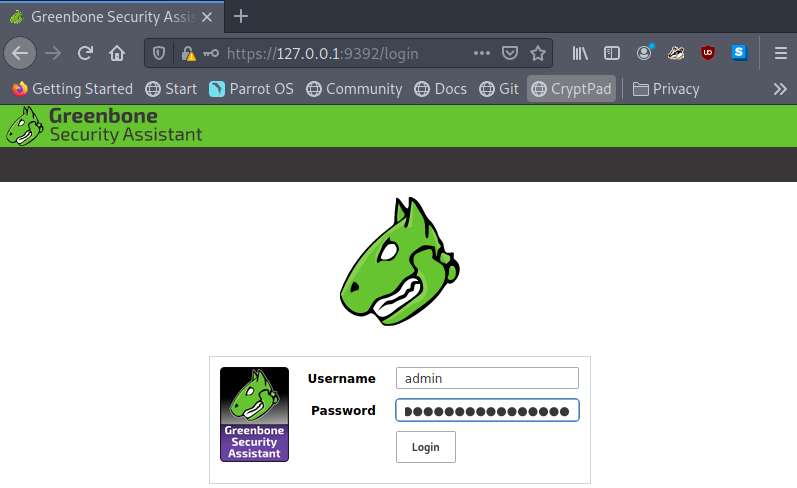 Greenbone Security Assis
https://127.0.0.1:9392/login
Getting Started Start Parrot OS Community Docs Git CryptPad Privacy
Greenbone
Security Assistant
Username admin
Password
Greenbone
Security
Assistant
Login